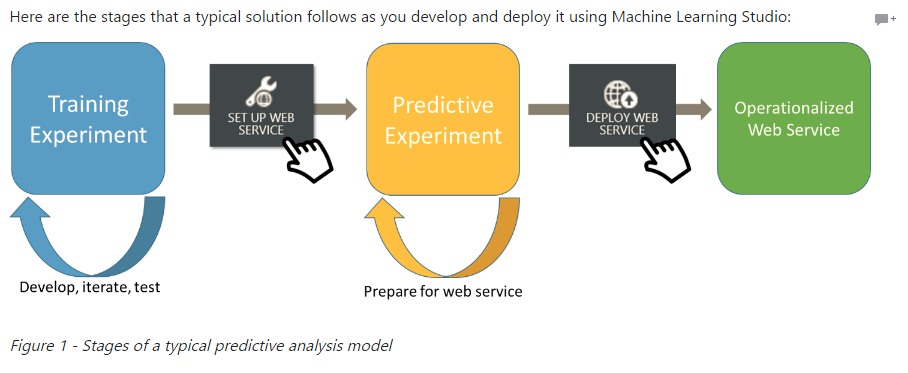 Here are the stages that a typical solution follows as you develop and deploy it using Machine Learning Studio:
+
Training
Experiment
SET UP WEB
SERVICE
Predictive
Experiment
DEPLOY WEB
SERVICE
Operationalized
Web Service
Develop, iterate, test
Prepare for web service
Figure 1 - Stages of a typical predictive analysis model